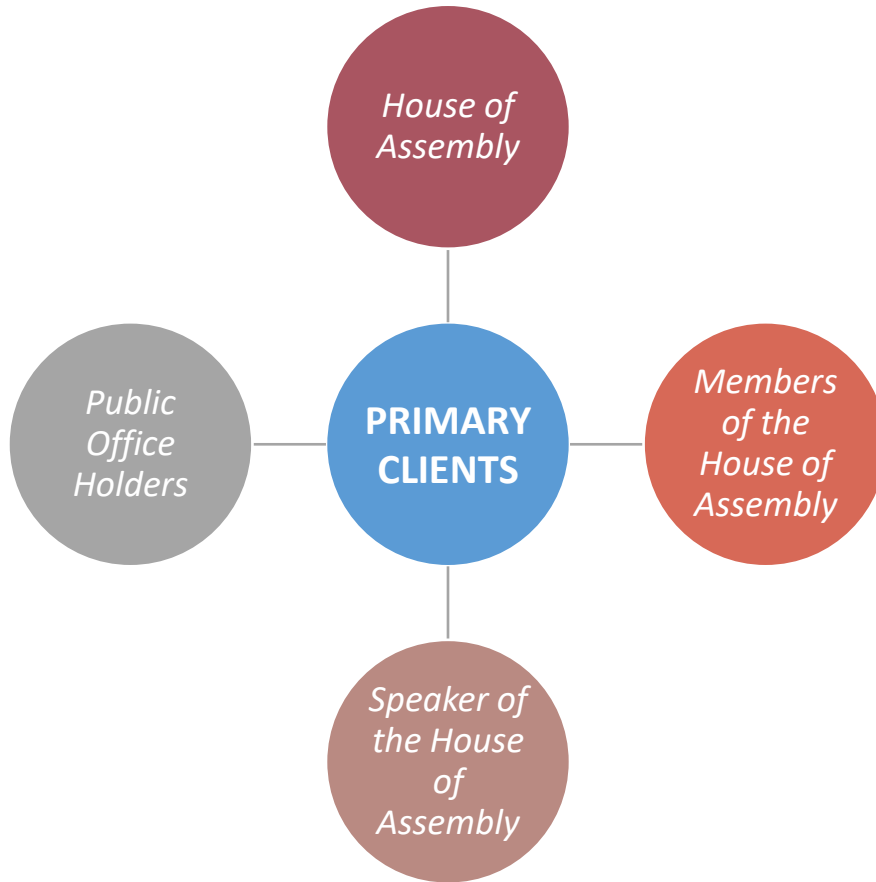 House of
Assembly
Public
Office
Holders
PRIMARY
CLIENTS
Members
of the
House of
Assembly
Speaker of
the House
of
Assembly